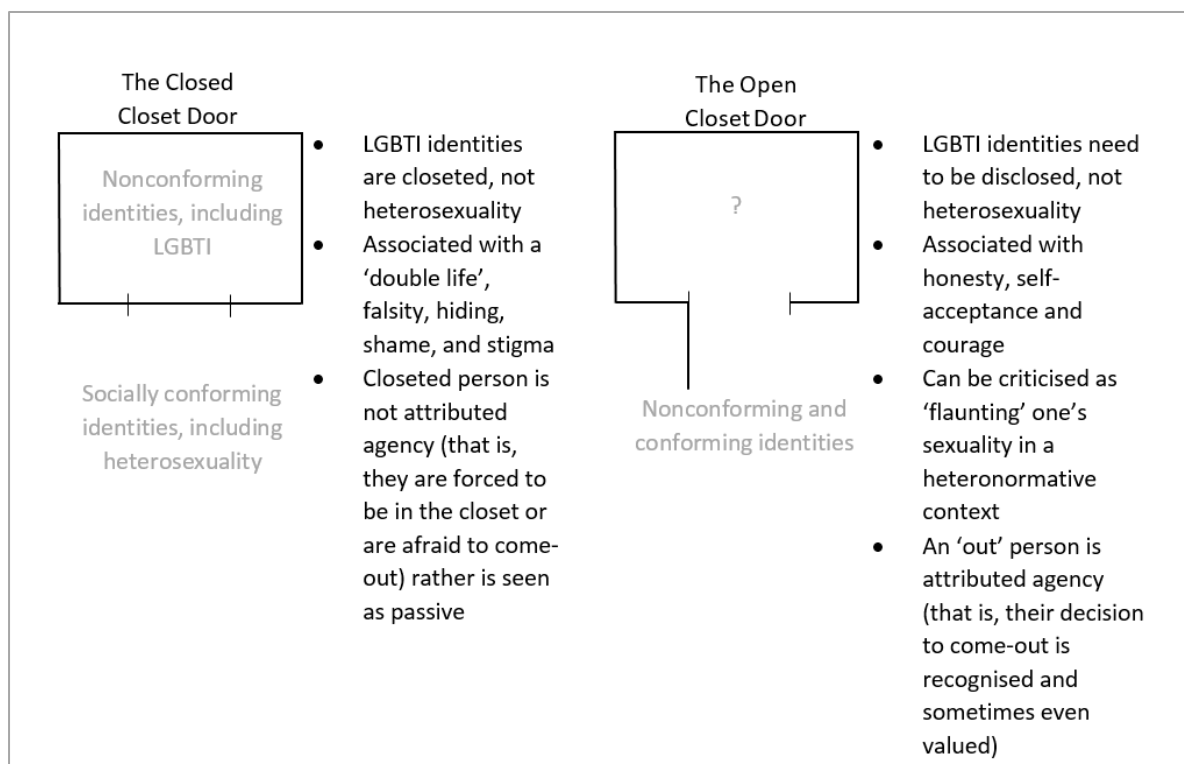 The Closed
Closet Door
Nonconforming
identities, including
LGBTI
Socially conforming
identities, including
heterosexuality
● LGBTI identities
are closeted, not
heterosexuality
● Associated with a
‘double life’,
falsity, hiding,
shame, and stigma
● Closeted person is
not attributed
agency (that is,
they are forced to
be in the closet or
are afraid to come-
out) rather is seen
as passive
The Open
Closet Door
?
Nonconforming and
conforming identities
● LGBTI identities need
to be disclosed, not
heterosexuality
● Associated with
honesty, self-
acceptance and
courage
● Can be criticised as
‘flaunting’ one’s
sexuality in a
heteronormative
context
● An ‘out’ person is
attributed agency
(that is, their decision
to come-out is
recognised and
sometimes even
valued)